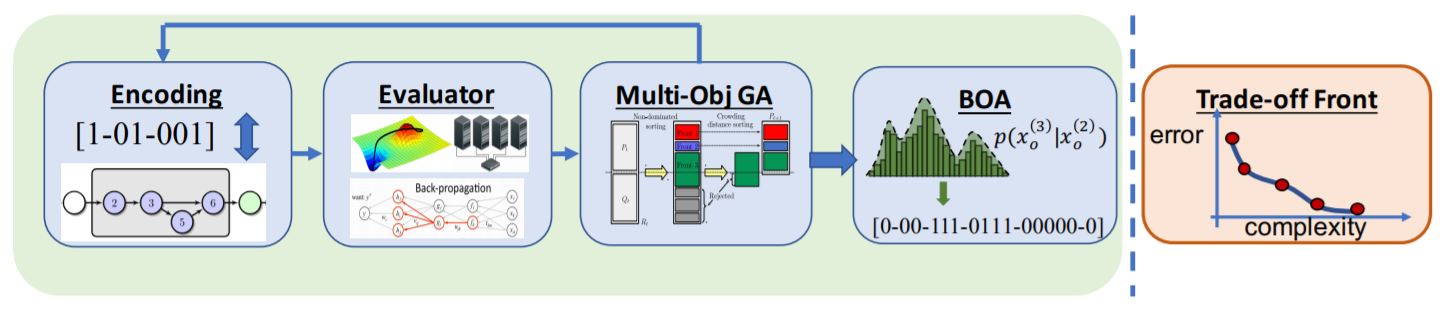 Encoding
[1-01-001]
2
3
5
6
Evaluator
Back-propagation
want: y*
Multi-Obj GA
Non-dominated
sorting
Crowding
distance sorting
P_{t+1}
Front 1
Front 2
Front 3
P_t
Q_t
R_t
Rejected
BOA
p(x_o^{(3)}|x_o^{(2)})
[0-00-111-0111-00000-0]
Trade-off Front
error
complexity